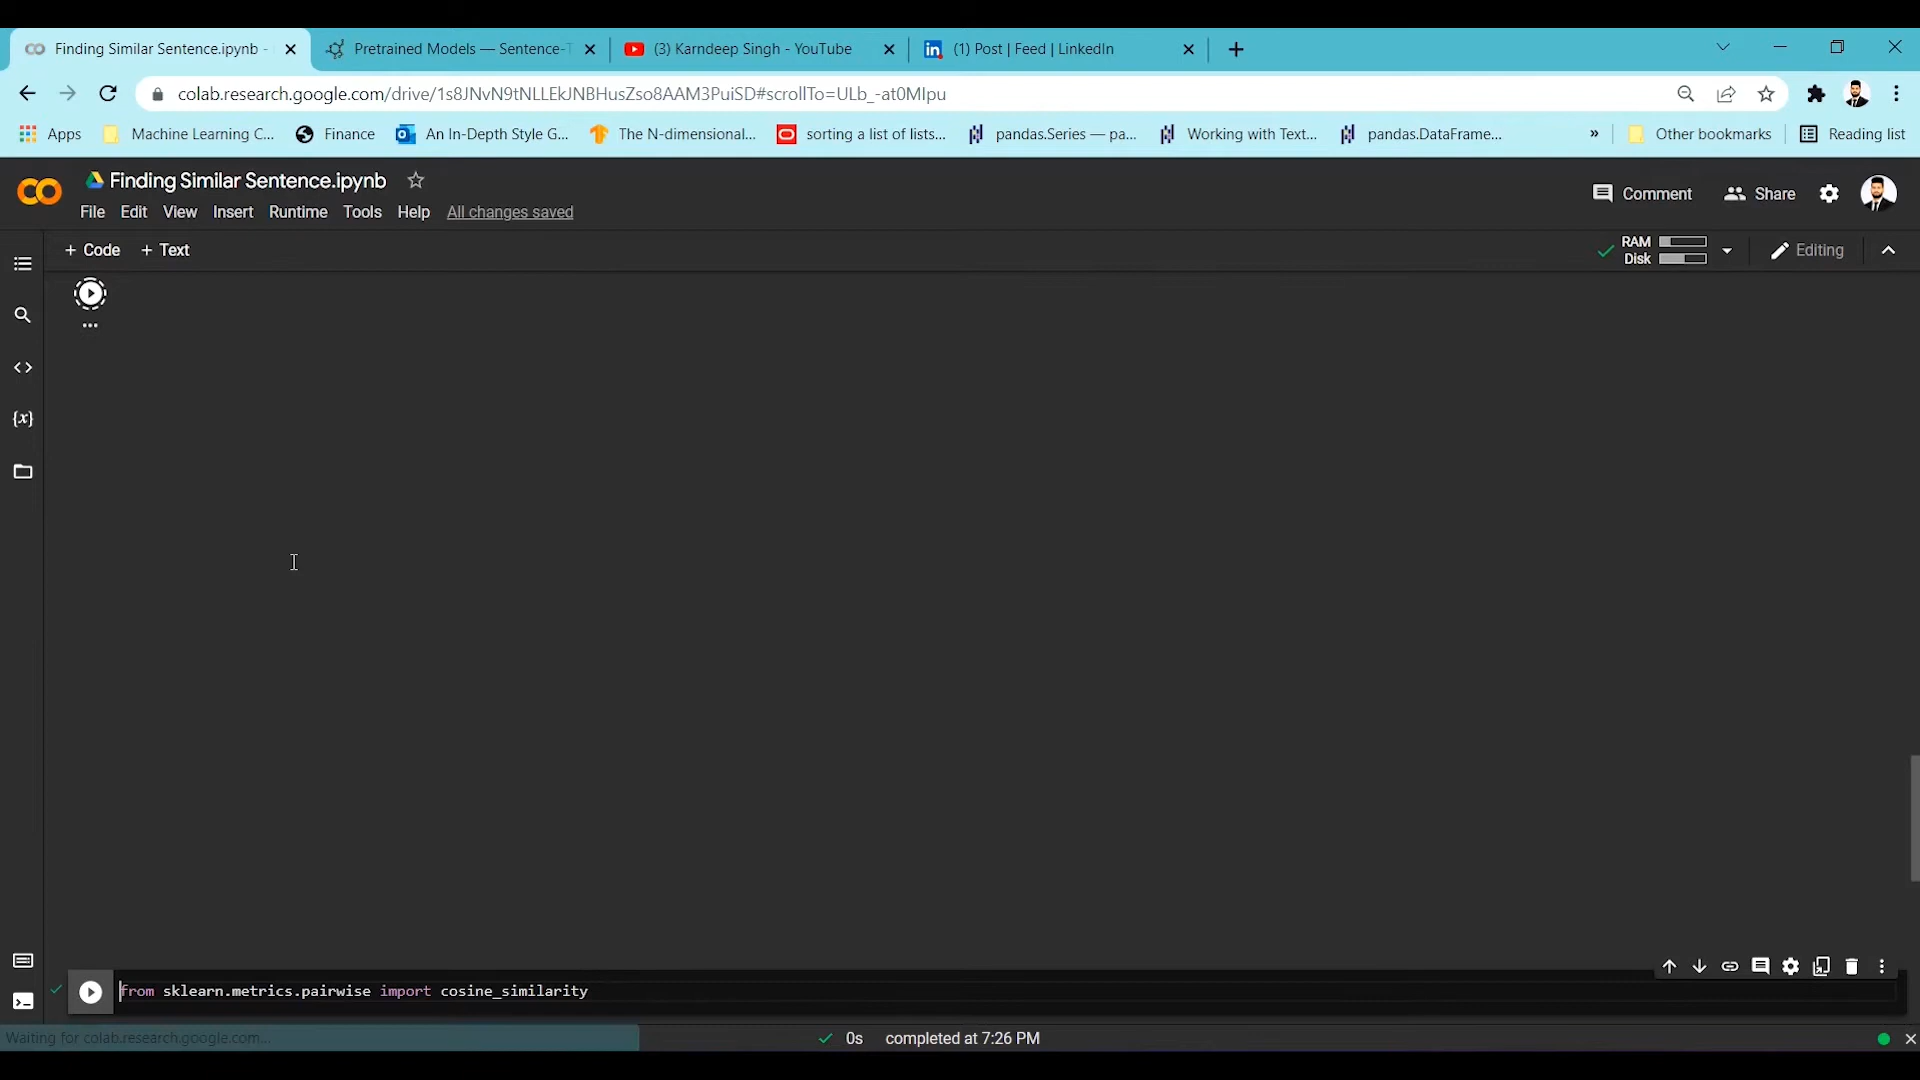 Finding Similar Sentence.ipynb -
Pretrained Models — Sentence-T
(3) Karndeep Singh - YouTube
(1) Post | Feed | LinkedIn
colab.research.google.com/drive/1s8JNvN9tNLLEkJNBHusZso8AAM3PuiSD#scrollTo=ULb_-at0MIpu
Apps
Machine Learning C...
Finance
An In-Depth Style G...
The N-dimensional...
sorting a list of lists...
pandas.Series — pa...
Working with Text...
pandas.DataFrame...
»
Other bookmarks
Reading list
Finding Similar Sentence.ipynb
Comment
Share
File Edit View Insert Runtime Tools Help All changes saved
+ Code + Text
RAM
Disk
Editing
{x}
from sklearn.metrics.pairwise import cosine_similarity
Waiting for colab.research.google.com...
0s completed at 7:26 PM